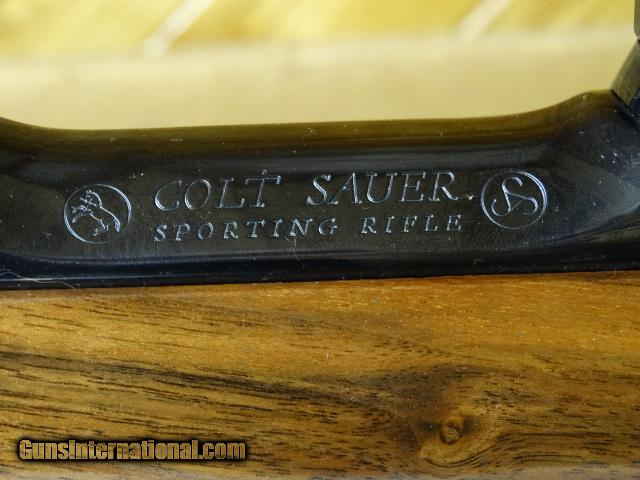 COLT SAUER
SPORTING RIFLE
GunsInternational.com